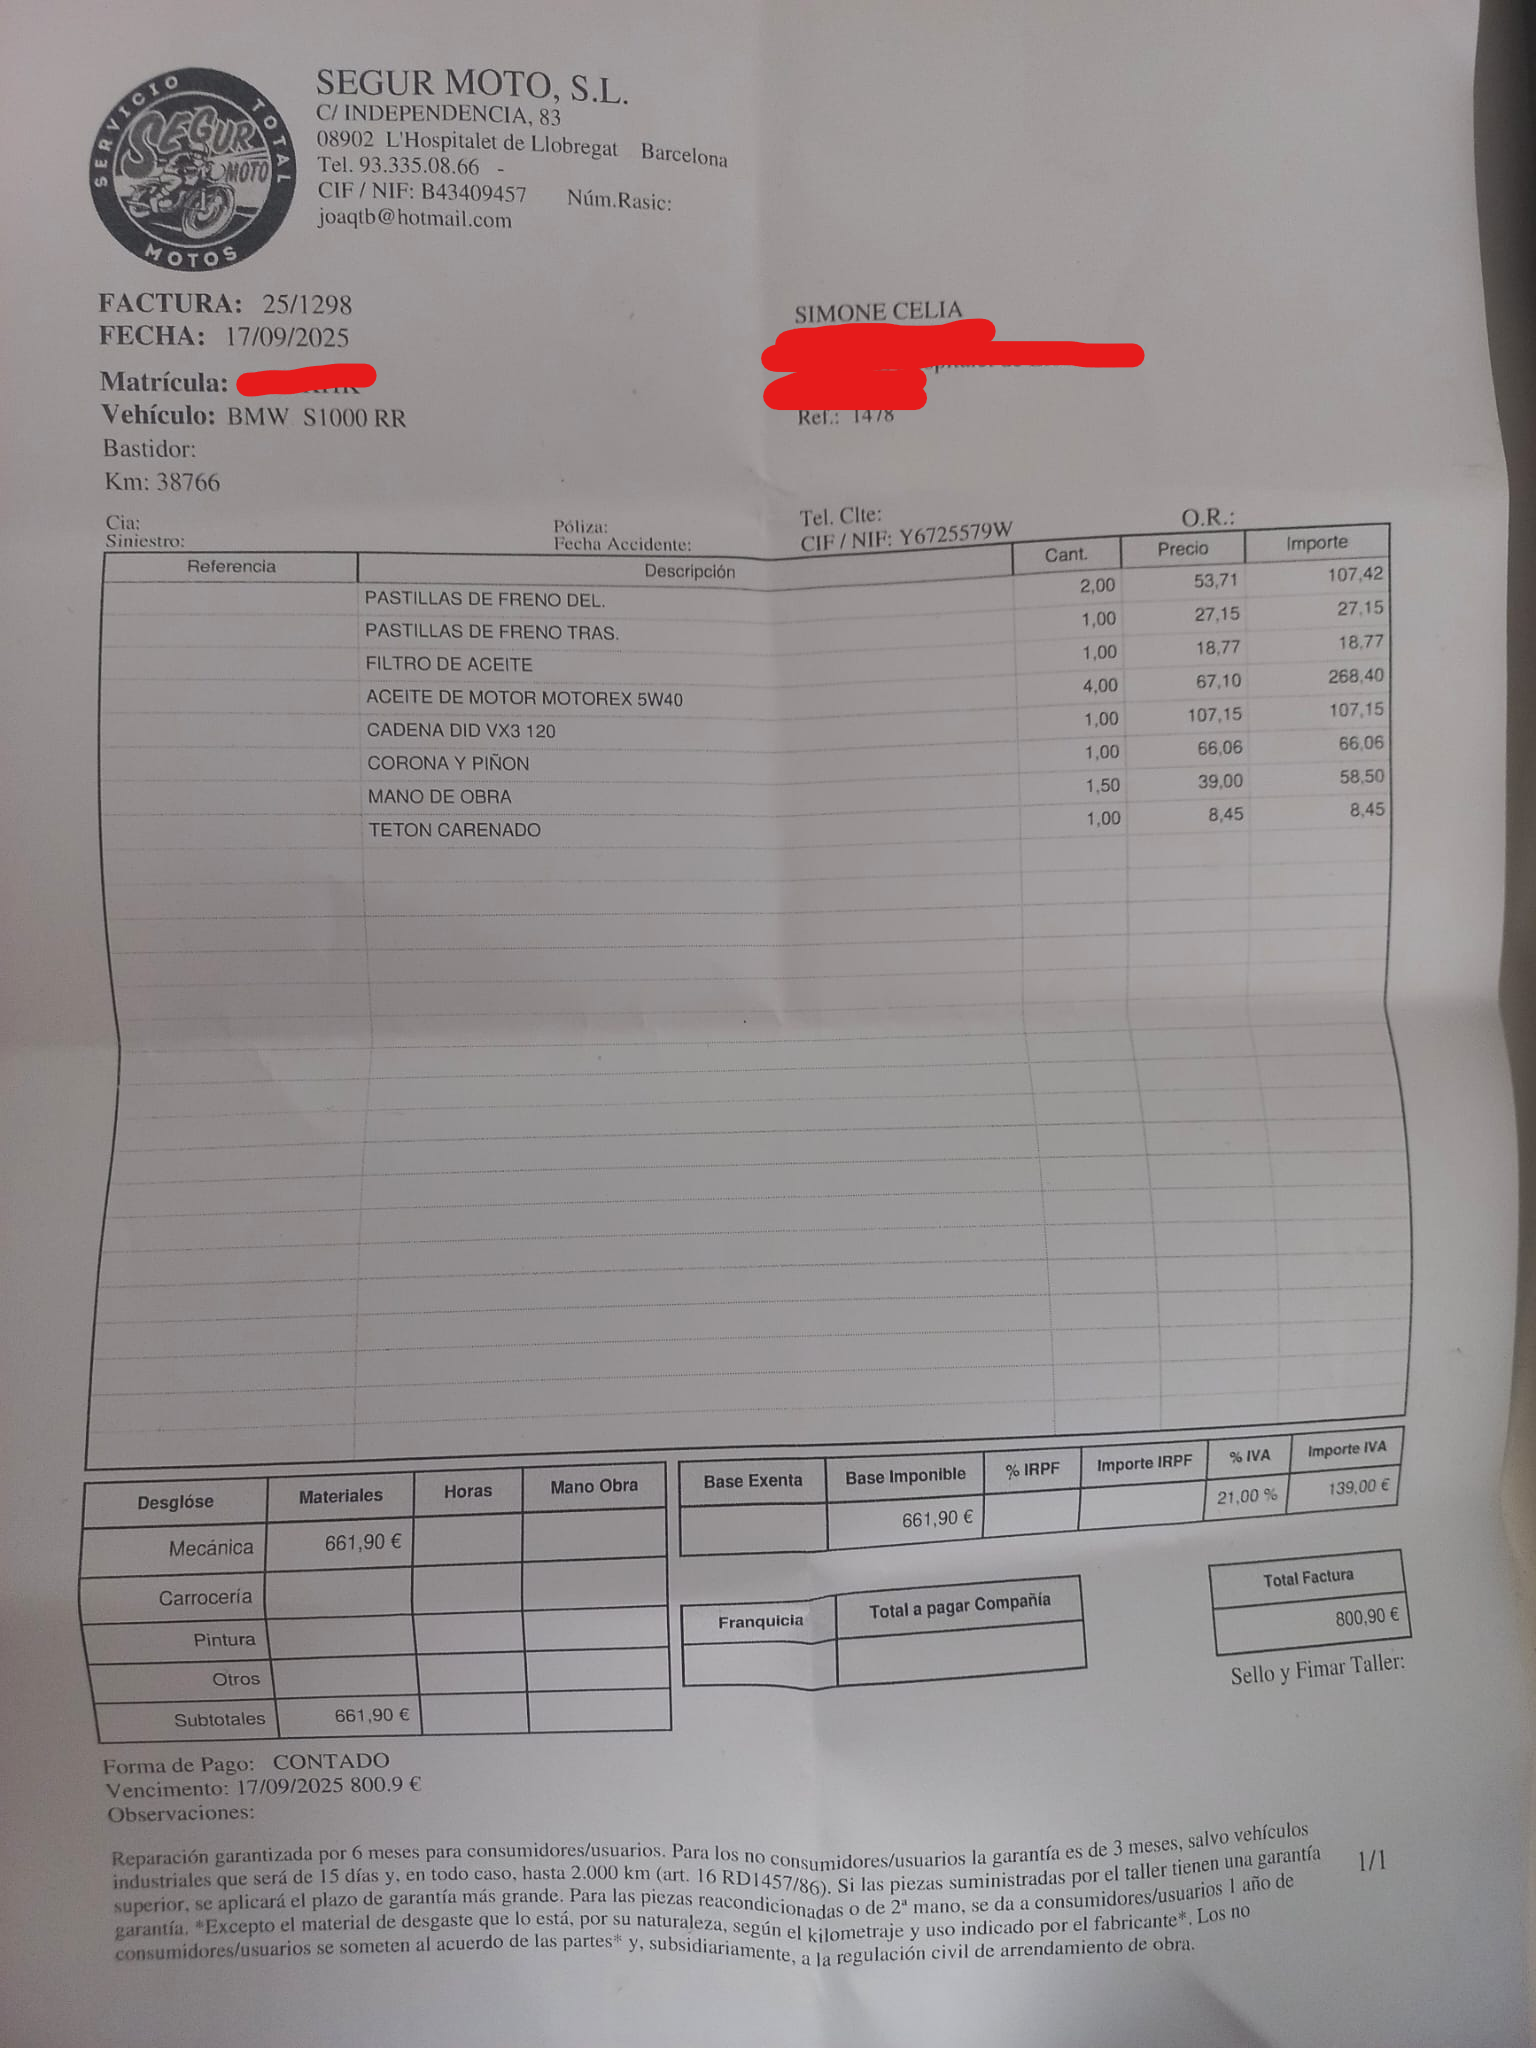 SERVICIO TOTAL
SEGUR
MOTO
MOTOS
SEGUR MOTO, S.L.
C/ INDEPENDENCIA, 83
08902 L'Hospitalet de Llobregat Barcelona
Tel. 93.335.08.66 -
CIF / NIF: B43409457 Núm.Rasic:
joaqtb@hotmail.com
FACTURA: 25/1298
FECHA: 17/09/2025
SIMONE CELIA
Matrícula:
Vehículo: BMW S1000 RR
Ref.: 1478
Bastidor:
Km: 38766
Cia: Póliza: Tel. Clte: O.R.:
Siniestro: Fecha Accidente: CIF / NIF: Y6725579W
Referencia Descripción Cant. Precio Importe
PASTILLAS DE FRENO DEL. 2,00 53,71 107,42
PASTILLAS DE FRENO TRAS. 1,00 27,15 27,15
FILTRO DE ACEITE 1,00 18,77 18,77
ACEITE DE MOTOR MOTOREX 5W40 4,00 67,10 268,40
CADENA DID VX3 120 1,00 107,15 107,15
CORONA Y PIÑON 1,00 66,06 66,06
MANO DE OBRA 1,50 39,00 58,50
TETON CARENADO 1,00 8,45 8,45
Desglóse Materiales Horas Mano Obra
Mecánica 661,90 €
Carrocería
Pintura
Otros
Subtotales 661,90 €
Base Exenta Base Imponible % IRPF Importe IRPF % IVA Importe IVA
661,90 € 21,00 % 139,00 €
Franquicia Total a pagar Compañía
Total Factura
800,90 €
Sello y Fimar Taller:
Forma de Pago: CONTADO
Vencimento: 17/09/2025 800.9 €
Observaciones:
Reparación garantizada por 6 meses para consumidores/usuarios. Para los no consumidores/usuarios la garantía es de 3 meses, salvo vehículos
industriales que será de 15 días y, en todo caso, hasta 2.000 km (art. 16 RD1457/86). Si las piezas suministradas por el taller tienen una garantía
superior, se aplicará el plazo de garantía más grande. Para las piezas reacondicionadas o de 2ª mano, se da a consumidores/usuarios 1 año de
garantía. *Excepto el material de desgaste que lo está, por su naturaleza, según el kilometraje y uso indicado por el fabricante*. Los no
consumidores/usuarios se someten al acuerdo de las partes* y, subsidiariamente, a la regulación civil de arrendamiento de obra.
1/1